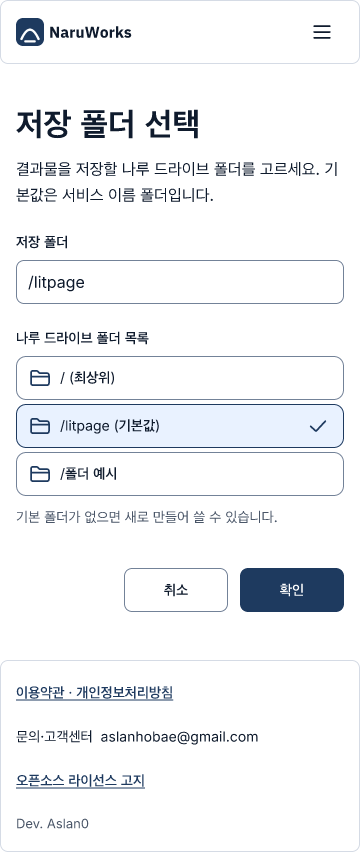 NaruWorks
저장 폴더 선택
결과물을 저장할 나루 드라이브 폴더를 고르세요. 기
본값은 서비스 이름 폴더입니다.
저장 폴더
/litpage
나루 드라이브 폴더 목록
/ (최상위)
/litpage (기본값)
/폴더 예시
기본 폴더가 없으면 새로 만들어 쓸 수 있습니다.
취소
확인
이용약관 · 개인정보처리방침
문의·고객센터 aslanhobae@gmail.com
오픈소스 라이선스 고지
Dev. Aslan0